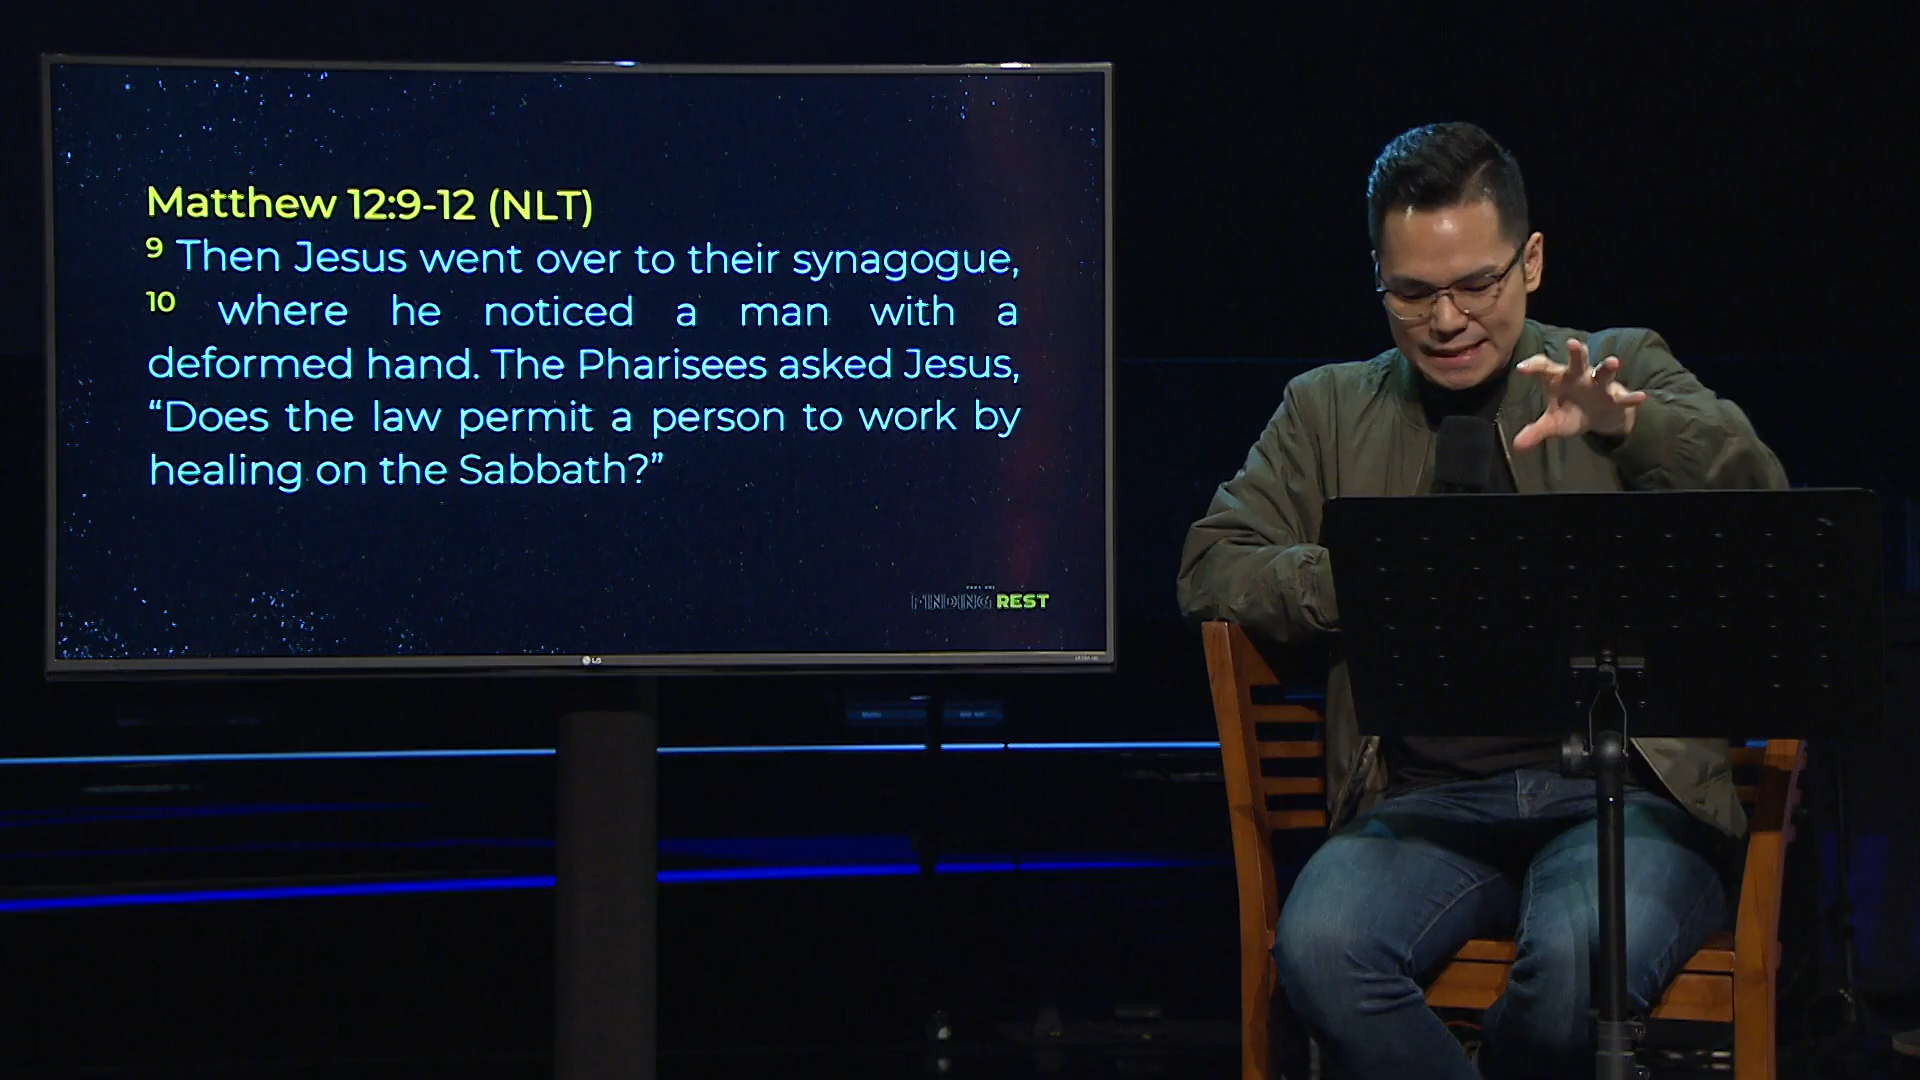 Matthew 12:9-12 (NLT)
9 Then Jesus went over to their synagogue,
10 where he noticed a man with a
deformed hand. The Pharisees asked Jesus,
“Does the law permit a person to work by
healing on the Sabbath?”
FINDING REST
LG